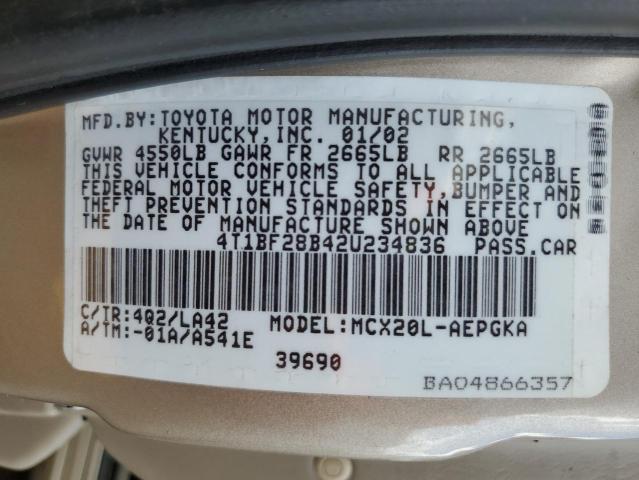 MFD.BY:TOYOTA MOTOR MANUFACTURING,
KENTUCKY,INC. 01/02
GVWR 4550LB GAWR FR 2665LB RR 2665LB
THIS VEHICLE CONFORMS TO ALL APPLICABLE
FEDERAL MOTOR VEHICLE SAFETY,BUMPER AND
THEFT PREVENTION STANDARDS IN EFFECT ON
THE DATE OF MANUFACTURE SHOWN ABOVE
4T1BF28B42U234836 PASS.CAR
C/TR:4Q2/LA42 MODEL:MCX20L-AEPGKA
A/TM:-01A/A541E
39690
BA04866357